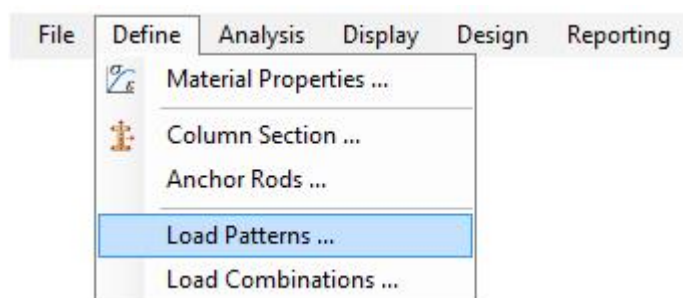 File Define Analysis Display Design Reporting
Material Properties ...
Column Section ...
Anchor Rods ...
Load Patterns ...
Load Combinations ...